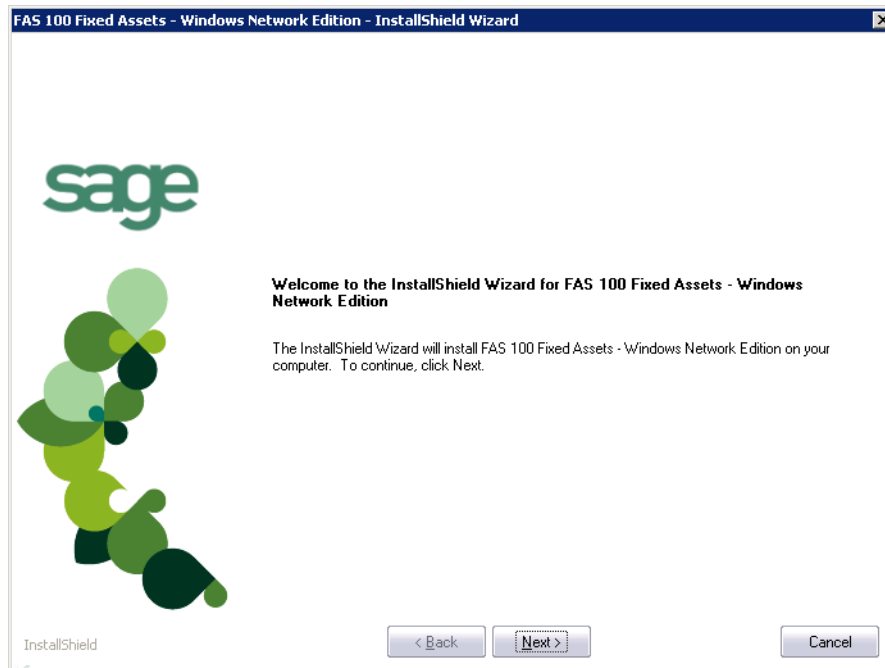 FAS 100 Fixed Assets - Windows Network Edition - InstallShield Wizard
sage
Welcome to the InstallShield Wizard for FAS 100 Fixed Assets - Windows
Network Edition
The InstallShield Wizard will install FAS 100 Fixed Assets - Windows Network Edition on your
computer. To continue, click Next.
InstallShield
< Back
Next >
Cancel